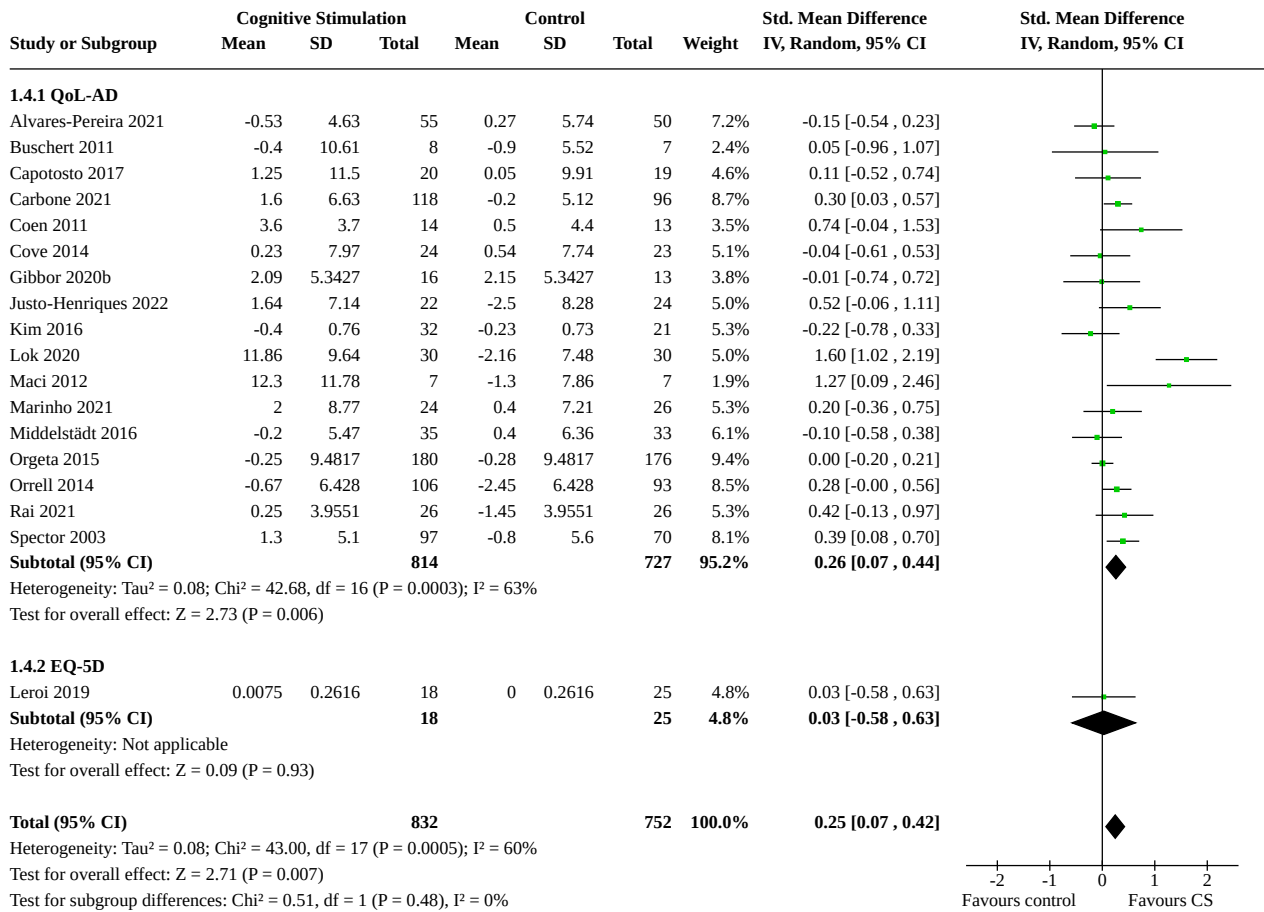 Cognitive Stimulation Control Std. Mean Difference Std. Mean Difference
Study or Subgroup Mean SD Total Mean SD Total Weight IV, Random, 95% CI IV, Random, 95% CI
1.4.1 QoL-AD
Alvares-Pereira 2021 -0.53 4.63 55 0.27 5.74 50 7.2% -0.15 [-0.54 , 0.23]
Buschert 2011 -0.4 10.61 8 -0.9 5.52 7 2.4% 0.05 [-0.96 , 1.07]
Capotosto 2017 1.25 11.5 20 0.05 9.91 19 4.6% 0.11 [-0.52 , 0.74]
Carbone 2021 1.6 6.63 118 -0.2 5.12 96 8.7% 0.30 [0.03 , 0.57]
Coen 2011 3.6 3.7 14 0.5 4.4 13 3.5% 0.74 [-0.04 , 1.53]
Cove 2014 0.23 7.97 24 0.54 7.74 23 5.1% -0.04 [-0.61 , 0.53]
Gibbor 2020b 2.09 5.3427 16 2.15 5.3427 13 3.8% -0.01 [-0.74 , 0.72]
Justo-Henriques 2022 1.64 7.14 22 -2.5 8.28 24 5.0% 0.52 [-0.06 , 1.11]
Kim 2016 -0.4 0.76 32 -0.23 0.73 21 5.3% -0.22 [-0.78 , 0.33]
Lok 2020 11.86 9.64 30 -2.16 7.48 30 5.0% 1.60 [1.02 , 2.19]
Maci 2012 12.3 11.78 7 -1.3 7.86 7 1.9% 1.27 [0.09 , 2.46]
Marinho 2021 2 8.77 24 0.4 7.21 26 5.3% 0.20 [-0.36 , 0.75]
Middelstädt 2016 -0.2 5.47 35 0.4 6.36 33 6.1% -0.10 [-0.58 , 0.38]
Orgeta 2015 -0.25 9.4817 180 -0.28 9.4817 176 9.4% 0.00 [-0.20 , 0.21]
Orrell 2014 -0.67 6.428 106 -2.45 6.428 93 8.5% 0.28 [-0.00 , 0.56]
Rai 2021 0.25 3.9551 26 -1.45 3.9551 26 5.3% 0.42 [-0.13 , 0.97]
Spector 2003 1.3 5.1 97 -0.8 5.6 70 8.1% 0.39 [0.08 , 0.70]
Subtotal (95% CI) 814 727 95.2% 0.26 [0.07 , 0.44]
Heterogeneity: Tau² = 0.08; Chi² = 42.68, df = 16 (P = 0.0003); I² = 63%
Test for overall effect: Z = 2.73 (P = 0.006)
1.4.2 EQ-5D
Leroi 2019 0.0075 0.2616 18 0 0.2616 25 4.8% 0.03 [-0.58 , 0.63]
Subtotal (95% CI) 18 25 4.8% 0.03 [-0.58 , 0.63]
Heterogeneity: Not applicable
Test for overall effect: Z = 0.09 (P = 0.93)
Total (95% CI) 832 752 100.0% 0.25 [0.07 , 0.42]
Heterogeneity: Tau² = 0.08; Chi² = 43.00, df = 17 (P = 0.0005); I² = 60%
Test for overall effect: Z = 2.71 (P = 0.007)
-2 -1 0 1 2
Test for subgroup differences: Chi² = 0.51, df = 1 (P = 0.48), I² = 0% Favours control Favours CS